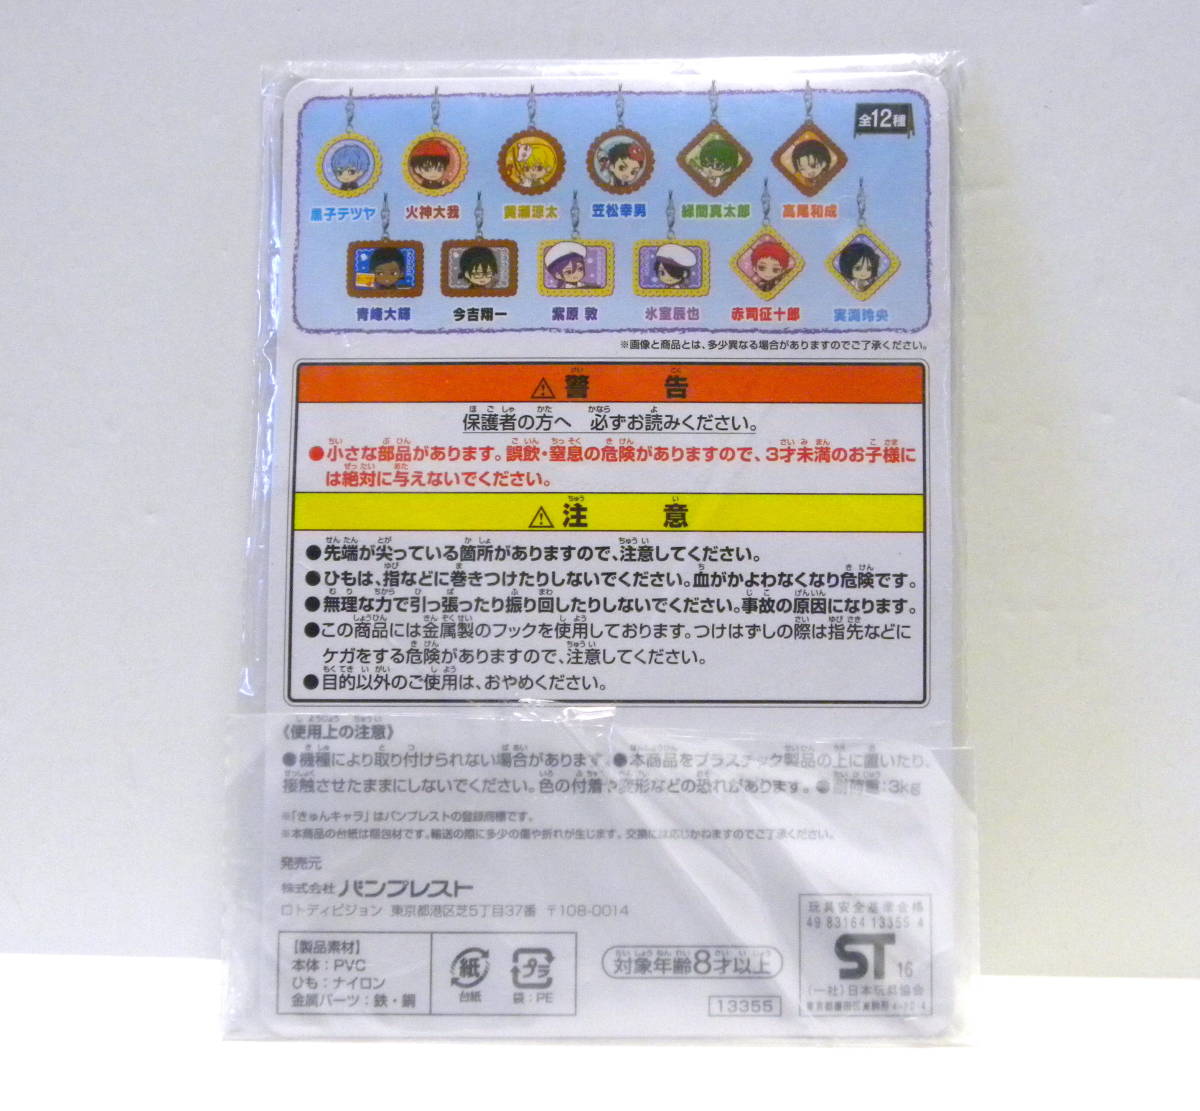 全12種
黒子テツヤ 火神大我 黄瀬涼太 笠松幸男 緑間真太郎 高尾和成
青峰大輝 今吉翔一 紫原 敦 氷室辰也 赤司征十郎 実渕玲央
※画像と商品とは、多少異なる場合がありますのでご了承ください。
⚠警告
保護者の方へ 必ずお読みください。
●小さな部品があります。誤飲・窒息の危険がありますので、3才未満のお子様に
は絶対に与えないでください。
⚠注意
●先端が尖っている箇所がありますので、注意してください。
●ひもは、指などに巻きつけたりしないでください。血がかよわなくなり危険です。
●無理な力で引っ張ったり振り回したりしないでください。事故の原因になります。
●この商品には金属製のフックを使用しております。つけはずしの際は指先などに
ケガをする危険がありますので、注意してください。
●目的以外のご使用は、おやめください。
《使用上の注意》
●機種により取り付けられない場合があります。●本商品をプラスチック製品の上に置いたり、
接触させたままにしないでください。色の付着や変形などの恐れがあります。●耐荷重:3kg
※「きゅんキャラ」はバンプレストの登録商標です。
※本商品の台紙は梱包材です。輸送の際に多少の傷や折れが生じます。交換には応じかねますのでご了承ください。
発売元
株式会社 バンプレスト
ロトディビジョン 東京都港区芝5丁目37番 〒108-0014
【製品素材】
本体:PVC
ひも:ナイロン
金属パーツ:鉄・銅
紙
台紙
プラ
袋:PE
対象年齢8才以上
13355
玩具安全基準合格
49 83164 13355 4
ST 16
(一社)日本玩具協会
東京都墨田区東駒形4-22-4